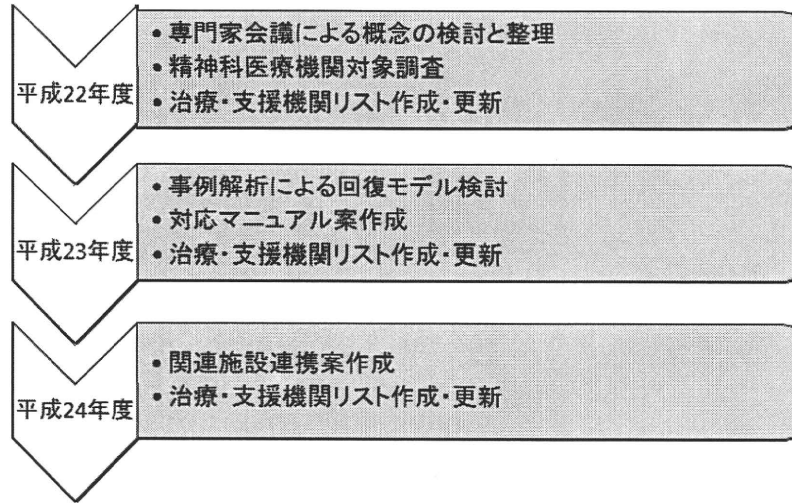 平成22年度
• 専門家会議による概念の検討と整理
• 精神科医療機関対象調査
• 治療・支援機関リスト作成・更新
平成23年度
• 事例解析による回復モデル検討
• 対応マニュアル案作成
• 治療・支援機関リスト作成・更新
平成24年度
• 関連施設連携案作成
• 治療・支援機関リスト作成・更新